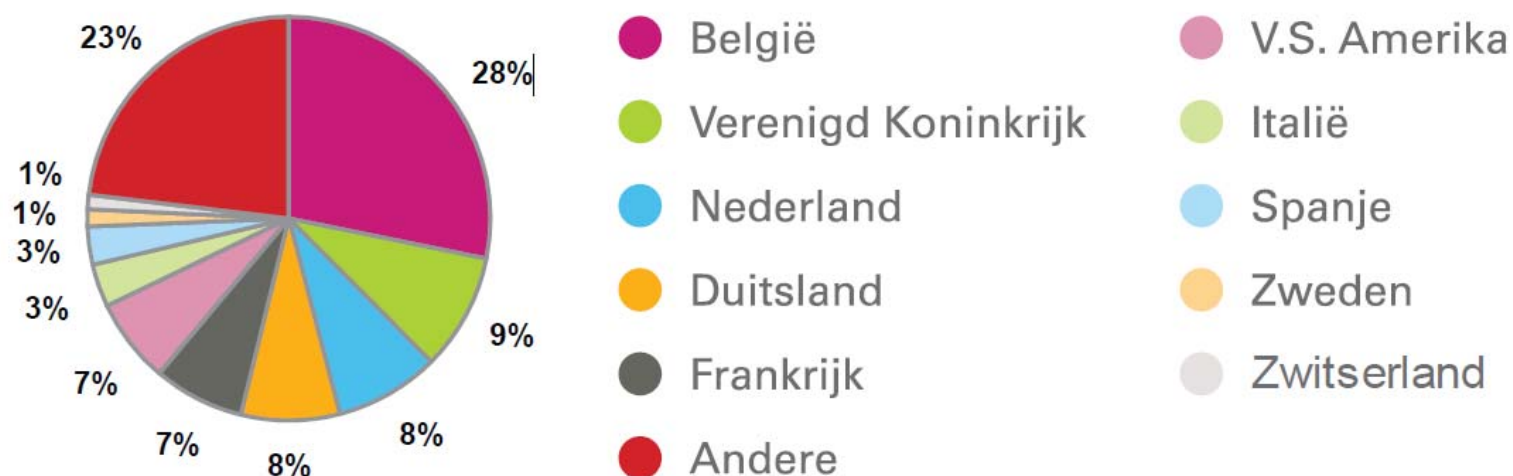 23%
28%
1%
1%
3%
3%
7%
7%
8%
8%
9%
België
Verenigd Koninkrijk
Nederland
Duitsland
Frankrijk
Andere
V.S. Amerika
Italië
Spanje
Zweden
Zwitserland